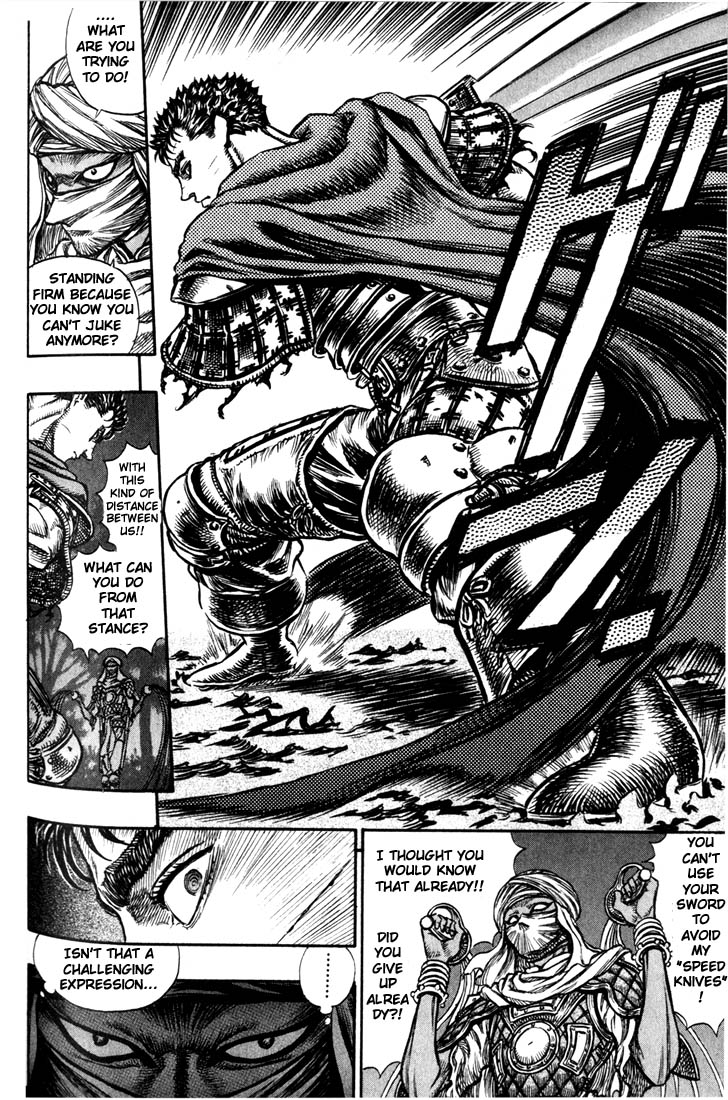 ....
WHAT
ARE YOU
TRYING
TO DO!
STANDING
FIRM BECAUSE
YOU KNOW YOU
CAN'T JUKE
ANYMORE?
WITH
THIS
KIND OF
DISTANCE
BETWEEN
US!!
WHAT CAN
YOU DO
FROM
THAT
STANCE?
YOU
CAN'T
USE
YOUR
SWORD
TO
AVOID
MY
"SPEED
KNIVES"
!
I THOUGHT
YOU WOULD
KNOW
THAT ALREADY!!
DID
YOU
GIVE
UP
ALREA
DY?!
........
ISN'T THAT A
CHALLENGING
EXPRESSION...